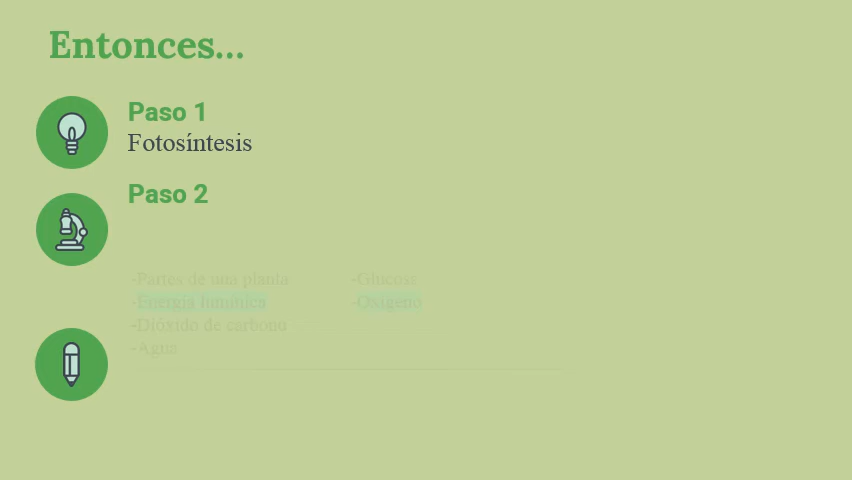 Entonces...
Paso 1
Fotosíntesis
Paso 2
-Partes de una planta
-Energía lumínica
-Dióxido de carbono
-Agua
-Glucosa
-Oxígeno